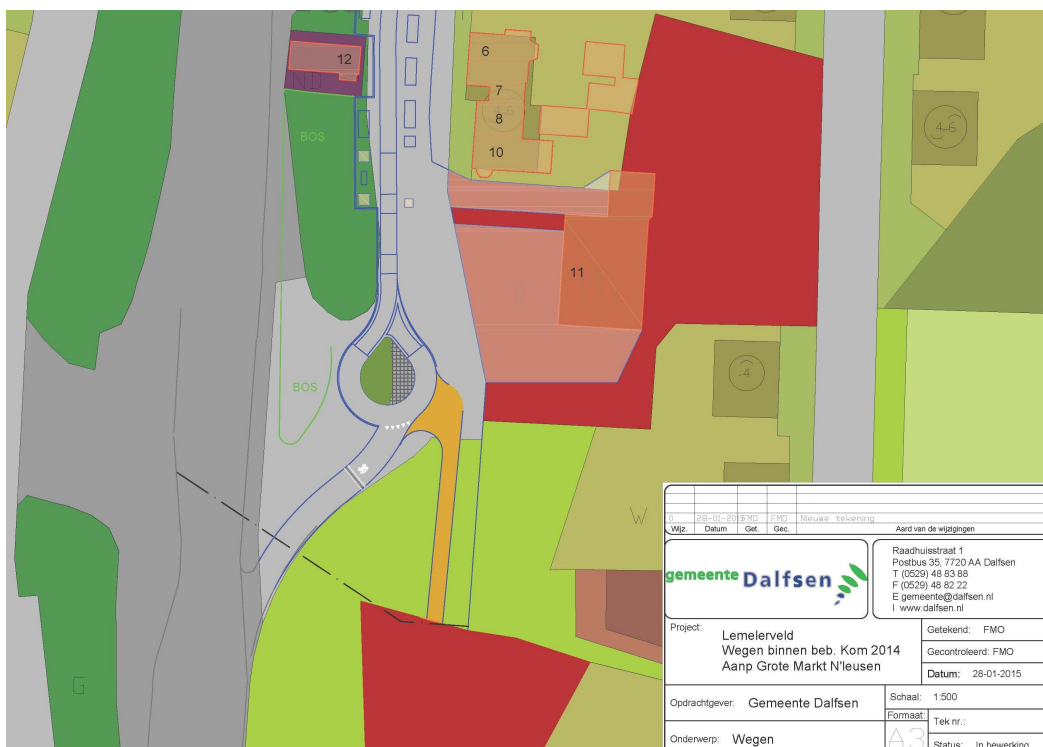 12
6
7
4-6
8
10
4-6
BOS
11
BOS
4
W
G
0 28-01-2015 FMO FMO Nieuwe tekening
Wijz. Datum Get. Gec. Aard van de wijzigingen
gemeente Dalfsen
Raadhuisstraat 1
Postbus 35, 7720 AA Dalfsen
T (0529) 48 83 88
F (0529) 48 82 22
E gemeente@dalfsen.nl
I www.dalfsen.nl
Project:
Lemelerveld
Wegen binnen beb. Kom 2014
Aanp Grote Markt N'leusen
Getekend: FMO
Gecontroleerd: FMO
Datum: 28-01-2015
Opdrachtgever: Gemeente Dalfsen
Schaal: 1:500
Formaat:
A3
Tek nr.:
Onderwerp: Wegen
Status: In bewerking